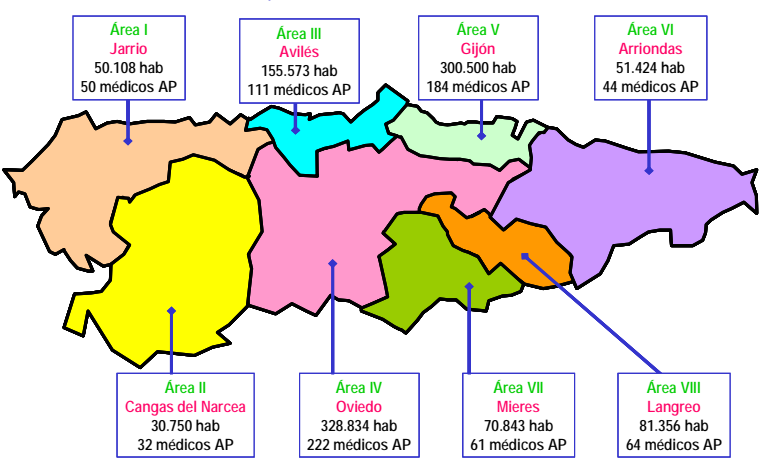 Área I
Jarrio
50.108 hab
50 médicos AP
Área III
Avilés
155.573 hab
111 médicos AP
Área V
Gijón
300.500 hab
184 médicos AP
Área VI
Arriondas
51.424 hab
44 médicos AP
Área II
Cangas del Narcea
30.750 hab
32 médicos AP
Área IV
Oviedo
328.834 hab
222 médicos AP
Área VII
Mieres
70.843 hab
61 médicos AP
Área VIII
Langreo
81.356 hab
64 médicos AP